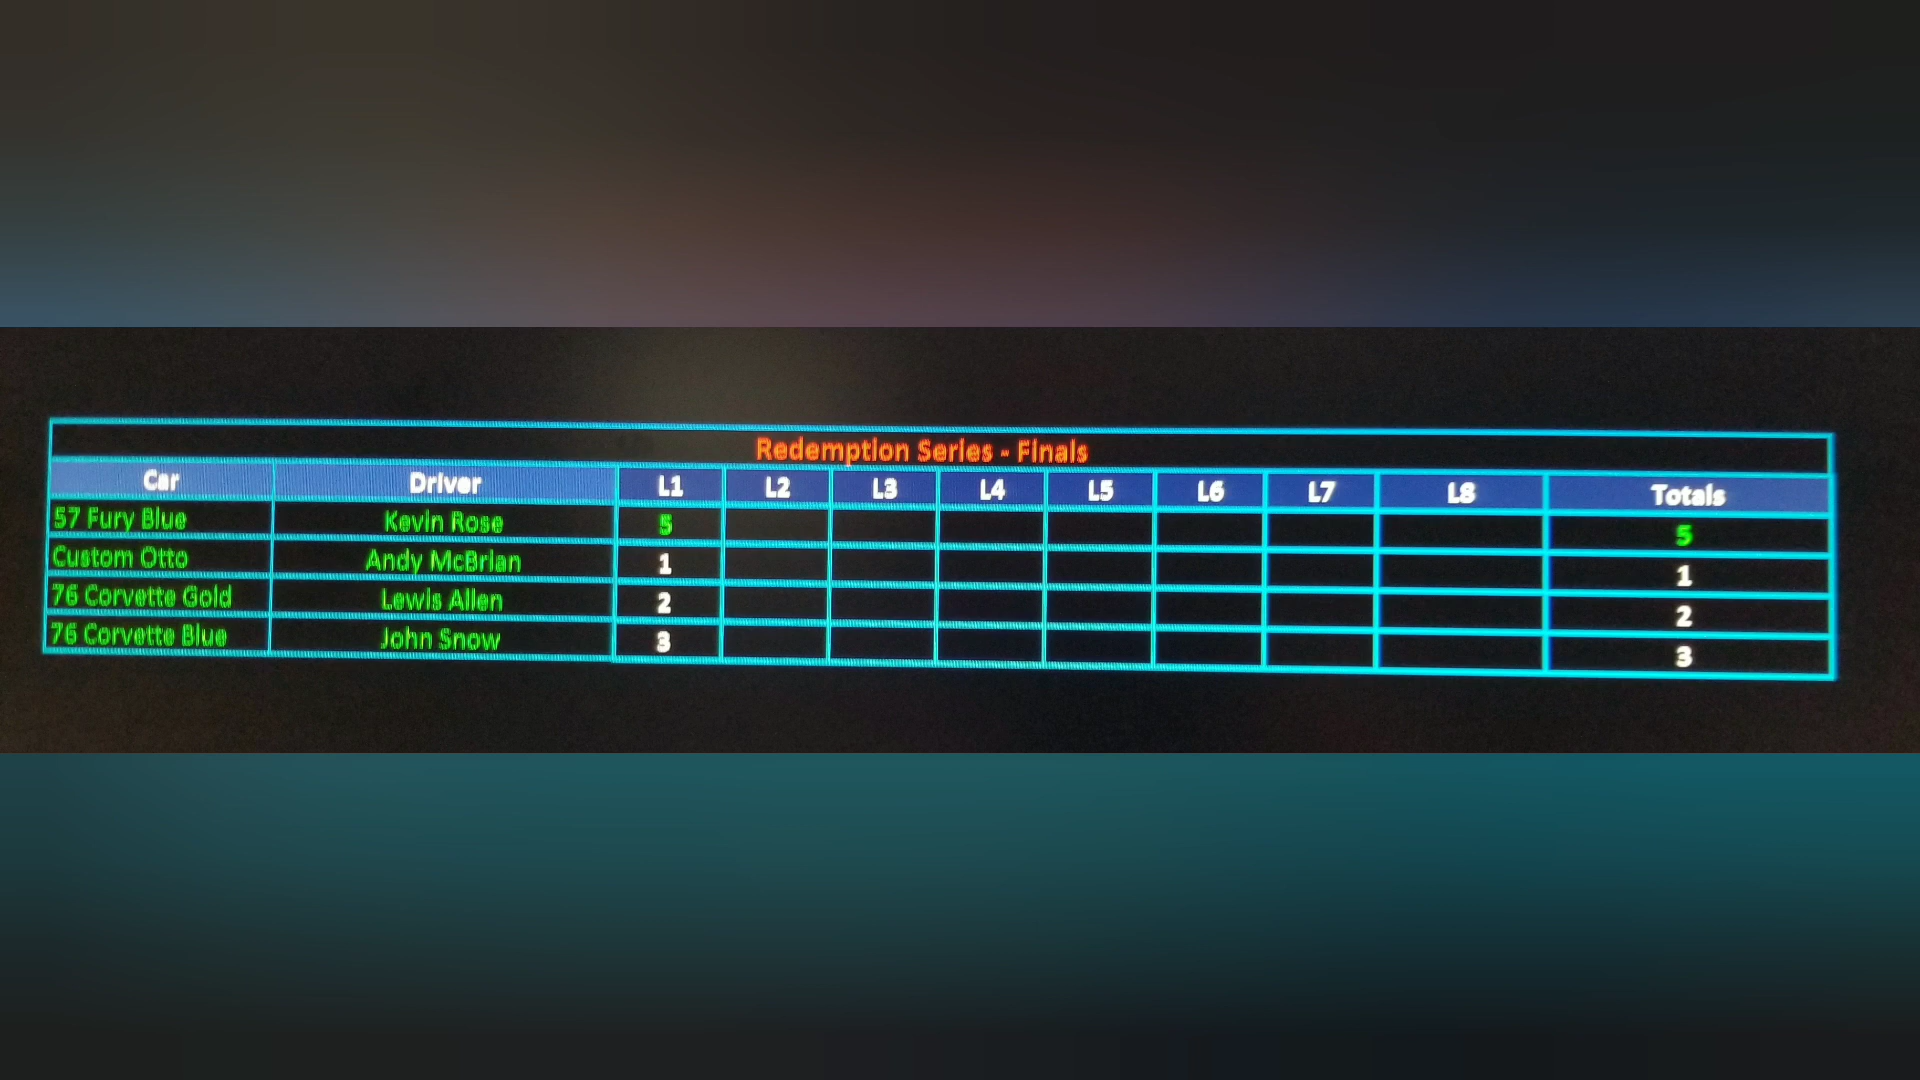 Redemption Series - Finals
Car Driver L1 L2 L3 L4 L5 L6 L7 L8 Totals
57 Fury Blue Kevin Rose 5 5
Custom Otto Andy McBrian 1 1
76 Corvette Gold Lewis Allen 2 2
76 Corvette Blue John Snow 3 3